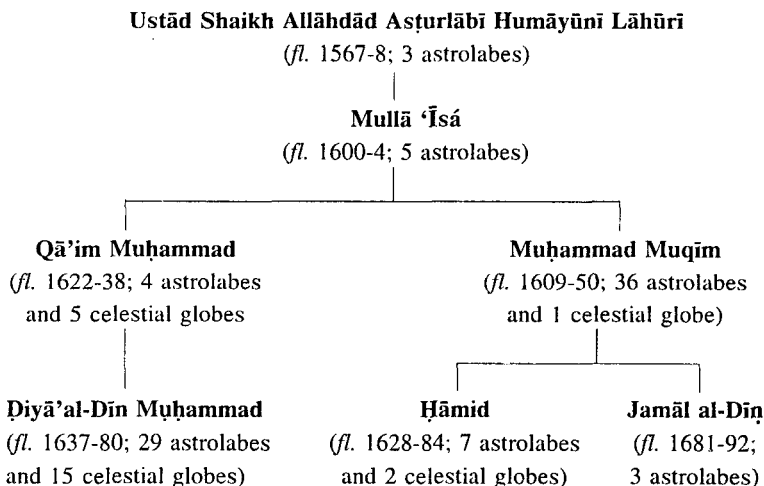 Ustād Shaikh Allāhdād Asṭurlābī Humāyūnī Lāhūrī
(fl. 1567-8; 3 astrolabes)
Mullā ‘Īsá
(fl. 1600-4; 5 astrolabes)
Qā’im Muḥammad
(fl. 1622-38; 4 astrolabes
and 5 celestial globes
Muḥammad Muqīm
(fl. 1609-50; 36 astrolabes
and 1 celestial globe)
Ḍiyā’al-Dīn Muḥammad
(fl. 1637-80; 29 astrolabes
and 15 celestial globes)
Ḥāmid
(fl. 1628-84; 7 astrolabes
and 2 celestial globes)
Jamāl al-Dīṇ
(fl. 1681-92;
3 astrolabes)